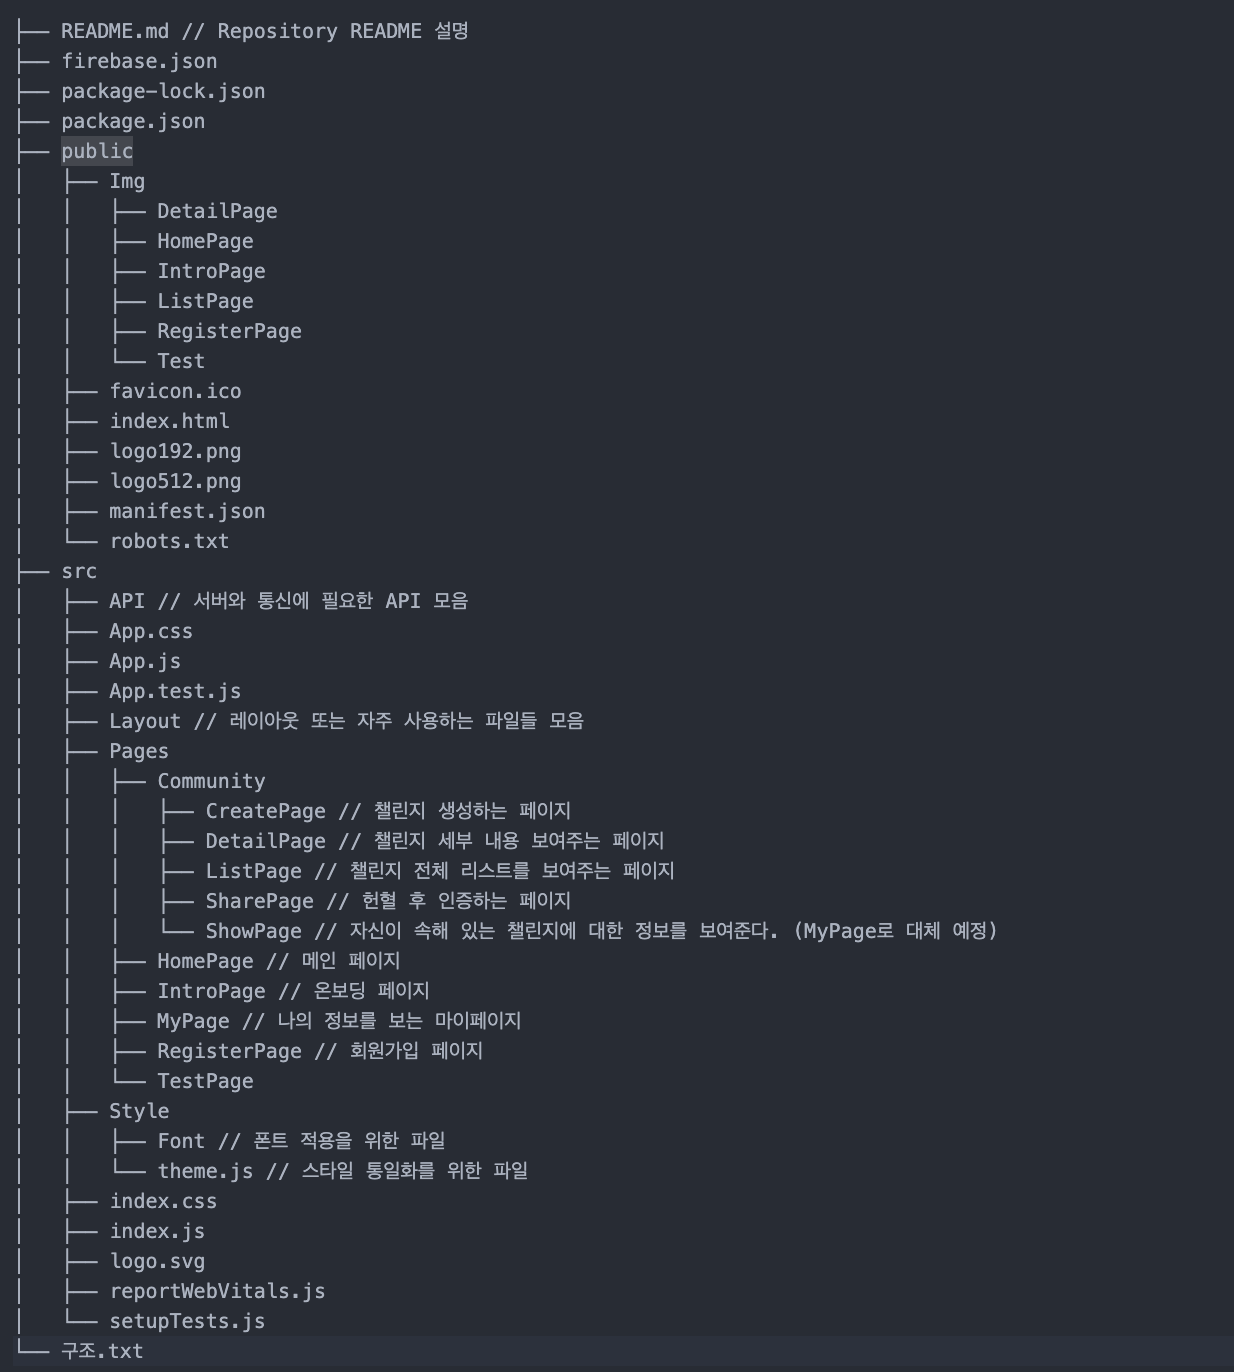 ├── README.md // Repository README 설명
├── firebase.json
├── package-lock.json
├── package.json
├── public
│   ├── Img
│   │   ├── DetailPage
│   │   ├── HomePage
│   │   ├── IntroPage
│   │   ├── ListPage
│   │   ├── RegisterPage
│   │   └── Test
│   ├── favicon.ico
│   ├── index.html
│   ├── logo192.png
│   ├── logo512.png
│   ├── manifest.json
│   └── robots.txt
├── src
│   ├── API // 서버와 통신에 필요한 API 모음
│   ├── App.css
│   ├── App.js
│   ├── App.test.js
│   ├── Layout // 레이아웃 또는 자주 사용하는 파일들 모음
│   ├── Pages
│   │   ├── Community
│   │   │   ├── CreatePage // 챌린지 생성하는 페이지
│   │   │   ├── DetailPage // 챌린지 세부 내용 보여주는 페이지
│   │   │   ├── ListPage // 챌린지 전체 리스트를 보여주는 페이지
│   │   │   ├── SharePage // 헌혈 후 인증하는 페이지
│   │   │   └── ShowPage // 자신이 속해 있는 챌린지에 대한 정보를 보여준다. (MyPage로 대체 예정)
│   │   ├── HomePage // 메인 페이지
│   │   ├── IntroPage // 온보딩 페이지
│   │   ├── MyPage // 나의 정보를 보는 마이페이지
│   │   ├── RegisterPage // 회원가입 페이지
│   │   └── TestPage
│   ├── Style
│   │   ├── Font // 폰트 적용을 위한 파일
│   │   └── theme.js // 스타일 통일화를 위한 파일
│   ├── index.css
│   ├── index.js
│   ├── logo.svg
│   ├── reportWebVitals.js
│   └── setupTests.js
└── 구조.txt